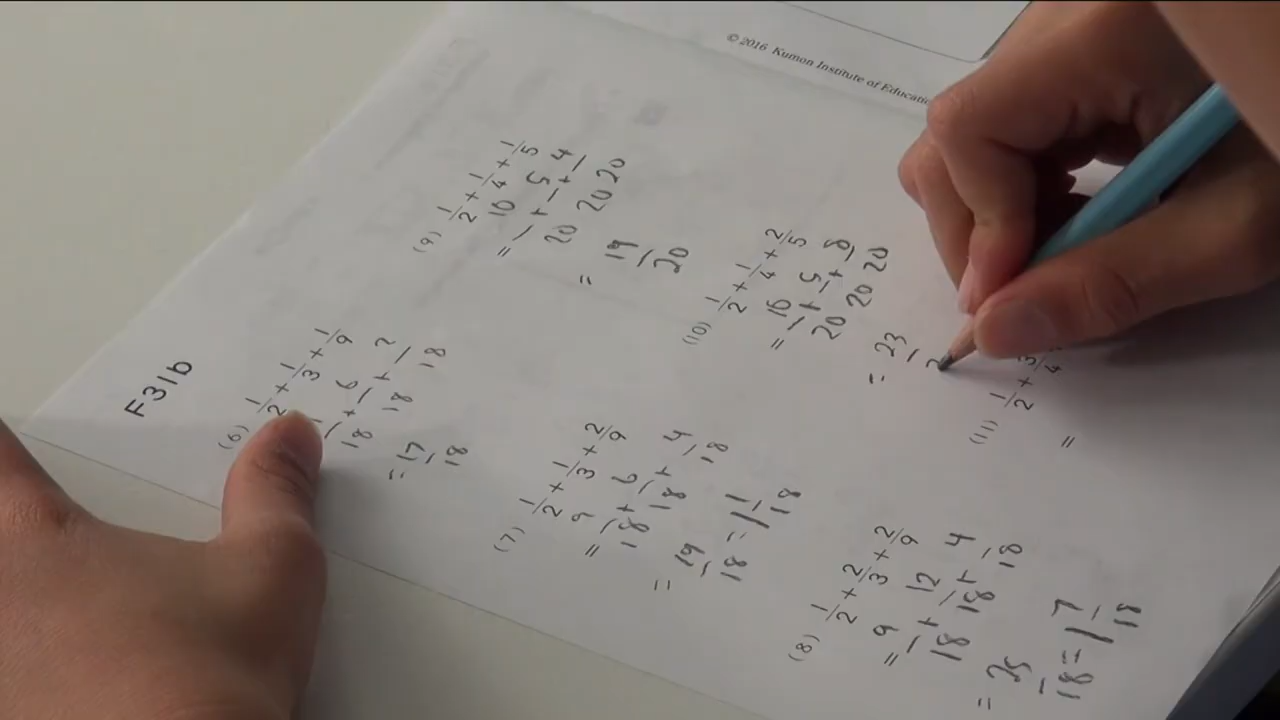 © 2016 Kumon Institute of
F31b
(6) 1/2 + 1/3 + 1/9
/18 + 6/18 + 2/18
= 17/18
(7) 1/2 + 1/3 + 2/9
= 9/18 + 6/18 + 4/18
= 19/18 = 1 1/18
(8) 1/2 + 2/3 + 2/9
= 9/18 + 12/18 + 4/18
= 25/18 = 1 7/18
(9) 1/2 + 1/4 + 1/5
= 10/20 + 5/20 + 4/20
= 19/20
(10) 1/2 + 1/4 + 2/5
= 10/20 + 5/20 + 8/20
= 23/2
(11) 1/2 + 3/4
=